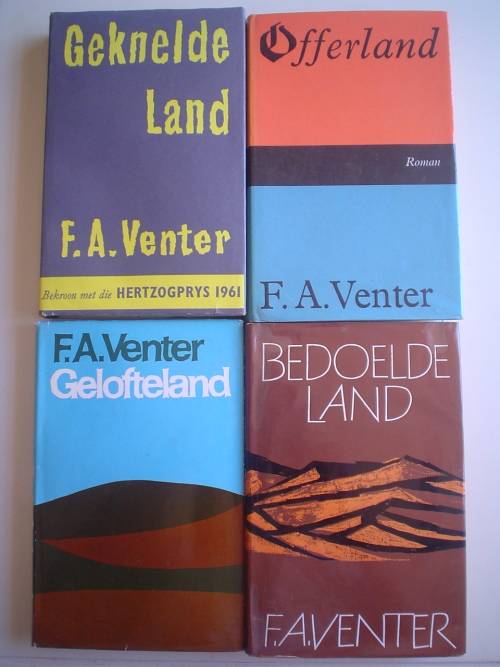 Geknelde
Land
F.A.Venter
Bekroon met die HERTZOGPRYS 1961
Offerland
Roman
F. A. Venter
F.A.Venter
Gelofteland
BEDOELDE
LAND
F.A.VENTER